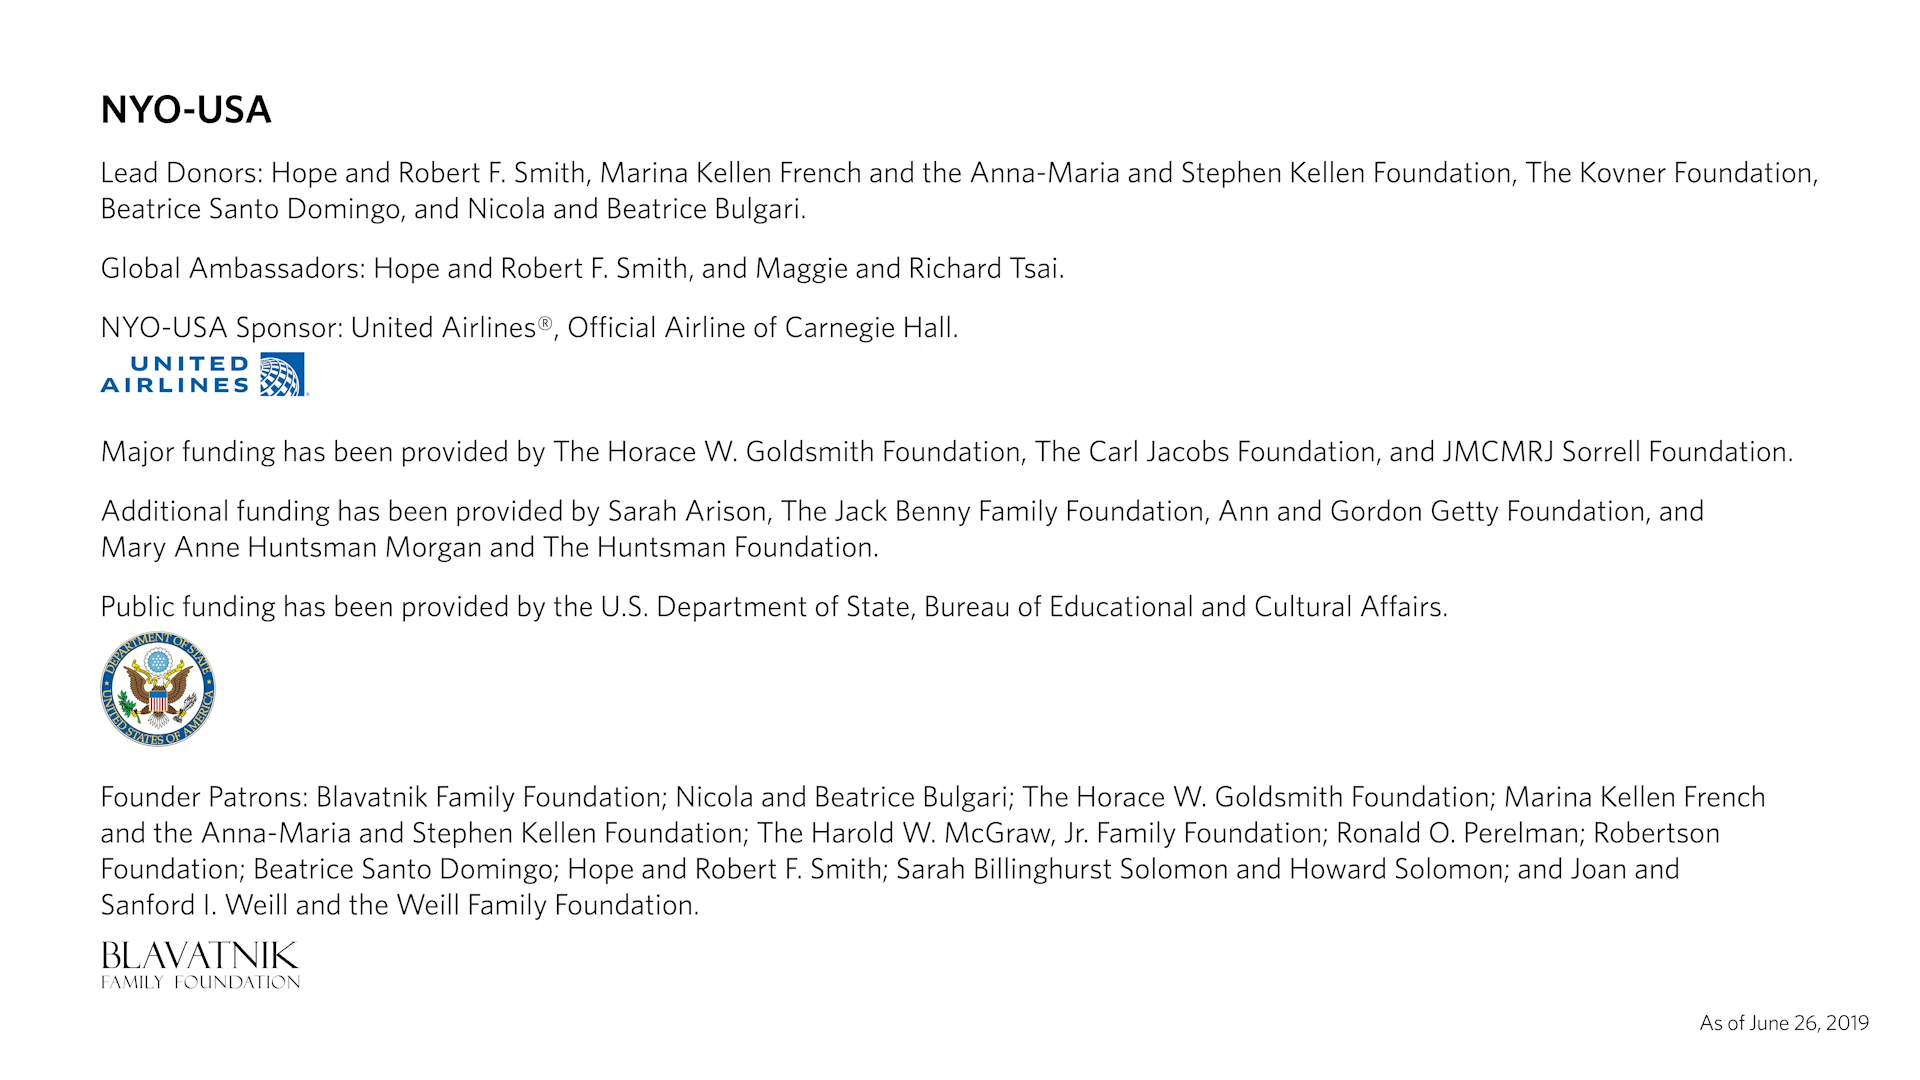 NYO-USA
Lead Donors: Hope and Robert F. Smith, Marina Kellen French and the Anna-Maria and Stephen Kellen Foundation, The Kovner Foundation,
Beatrice Santo Domingo, and Nicola and Beatrice Bulgari.
Global Ambassadors: Hope and Robert F. Smith, and Maggie and Richard Tsai.
NYO-USA Sponsor: United Airlines®, Official Airline of Carnegie Hall.
UNITED
AIRLINES
Major funding has been provided by The Horace W. Goldsmith Foundation, The Carl Jacobs Foundation, and JMCMRJ Sorrell Foundation.
Additional funding has been provided by Sarah Arison, The Jack Benny Family Foundation, Ann and Gordon Getty Foundation, and
Mary Anne Huntsman Morgan and The Huntsman Foundation.
Public funding has been provided by the U.S. Department of State, Bureau of Educational and Cultural Affairs.
DEPARTMENT OF STATE
UNITED STATES OF AMERICA
Founder Patrons: Blavatnik Family Foundation; Nicola and Beatrice Bulgari; The Horace W. Goldsmith Foundation; Marina Kellen French
and the Anna-Maria and Stephen Kellen Foundation; The Harold W. McGraw, Jr. Family Foundation; Ronald O. Perelman; Robertson
Foundation; Beatrice Santo Domingo; Hope and Robert F. Smith; Sarah Billinghurst Solomon and Howard Solomon; and Joan and
Sanford I. Weill and the Weill Family Foundation.
BLAVATNIK
FAMILY FOUNDATION
As of June 26, 2019